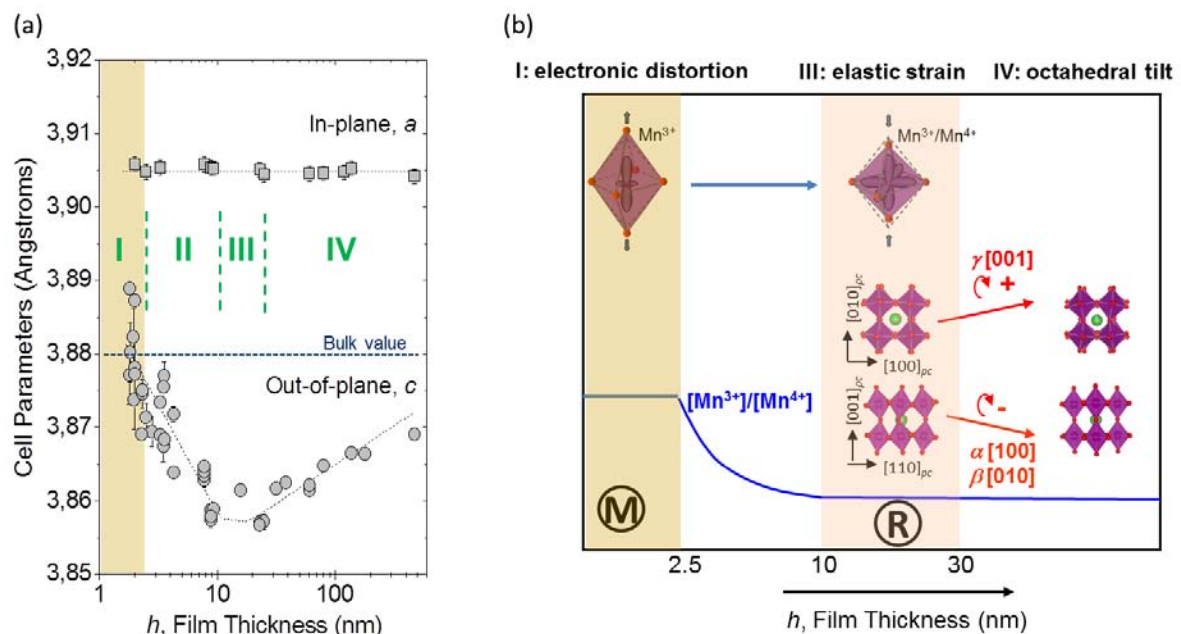 (a)
3,92
3,91
3,90
3,89
3,88
3,87
3,86
3,85
Cell Parameters (Angstroms)
In-plane, a
I
II
III
IV
Bulk value
Out-of-plane, c
1
10
100
h, Film Thickness (nm)
(b)
I: electronic distortion
III: elastic strain
IV: octahedral tilt
Mn³⁺
Mn³⁺/Mn⁴⁺
γ [001]
+
[010]pc
[100]pc
[Mn³⁺]/[Mn⁴⁺]
[001]pc
[110]pc
-
α [100]
β [010]
M
R
2.5
10
30
h, Film Thickness (nm)